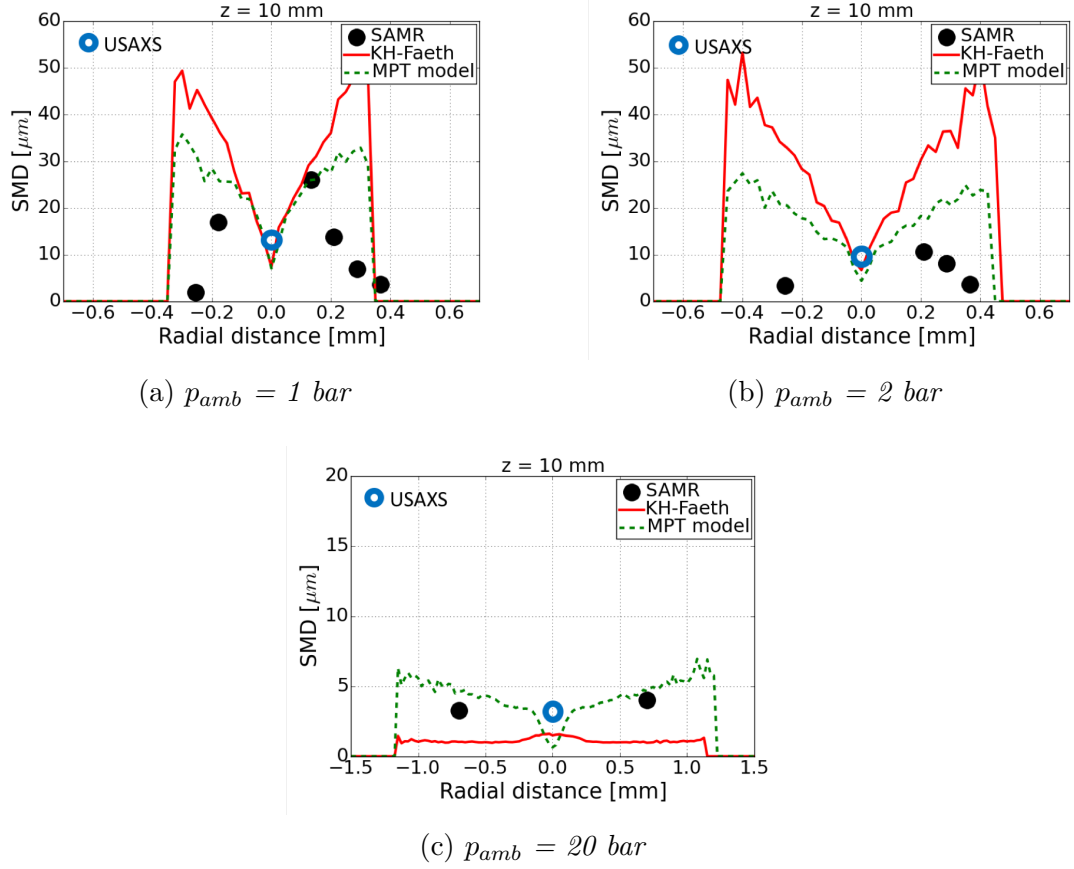 z = 10 mm
60
50
40
30
20
10
0
SMD [μm]
USAXS
SAMR
KH-Faeth
MPT model
−0.6 −0.4 −0.2 0.0 0.2 0.4 0.6
Radial distance [mm]
(a) p_amb = 1 bar
z = 10 mm
60
50
40
30
20
10
0
SMD [μm]
USAXS
SAMR
KH-Faeth
MPT model
−0.6 −0.4 −0.2 0.0 0.2 0.4 0.6
Radial distance [mm]
(b) p_amb = 2 bar
z = 10 mm
20
15
10
5
0
SMD [μm]
USAXS
SAMR
KH-Faeth
MPT model
−1.5 −1.0 −0.5 0.0 0.5 1.0 1.5
Radial distance [mm]
(c) p_amb = 20 bar